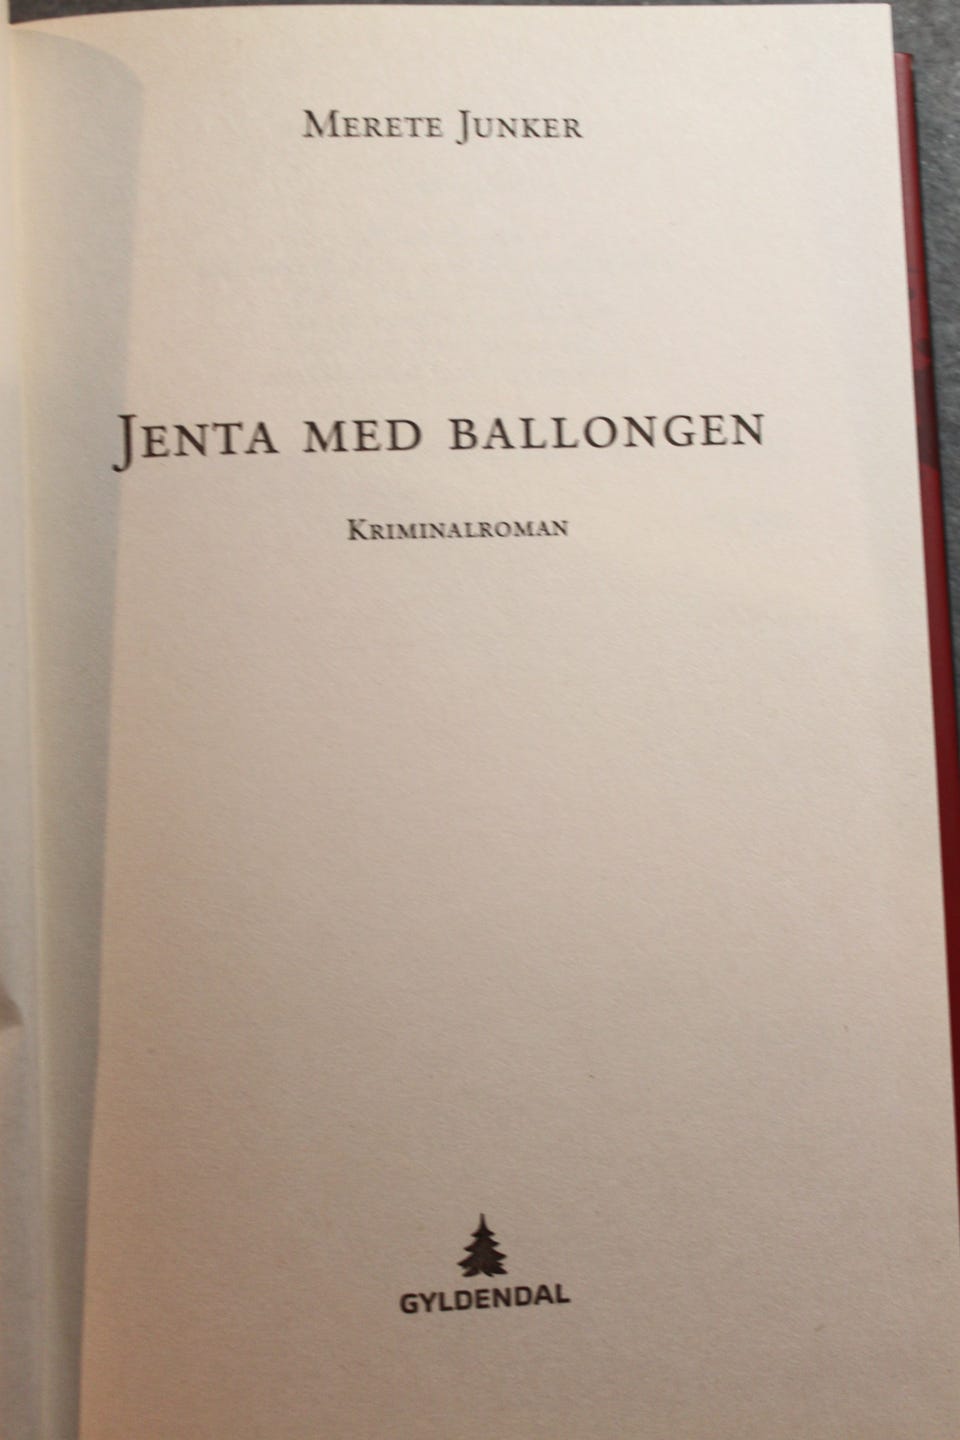 Merete Junker
Jenta med ballongen
Kriminalroman
GYLDENDAL